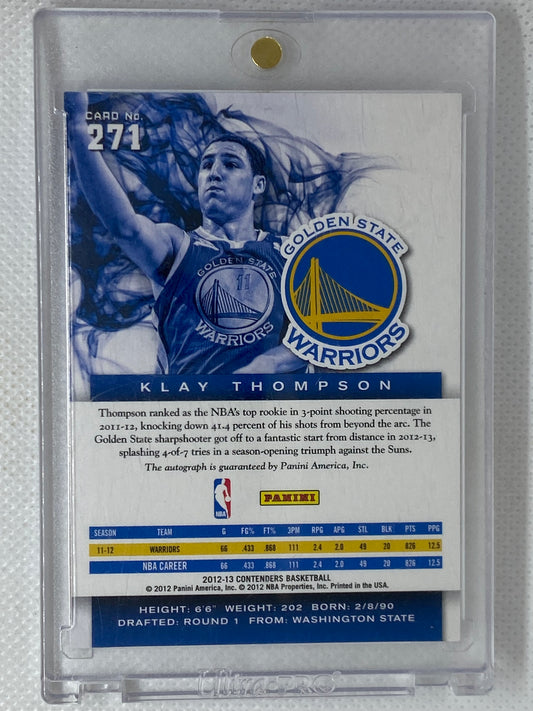 CARD No.
271
GOLDEN STATE
WARRIORS
11
GOLDEN STATE
WARRIORS
KLAY THOMPSON
Thompson ranked as the NBA's top rookie in 3-point shooting percentage in
2011-12, knocking down 41.4 percent of his shots from beyond the arc. The
Golden State sharpshooter got off to a fantastic start from distance in 2012-13,
splashing 4-of-7 tries in a season-opening triumph against the Suns.
The autograph is guaranteed by Panini America, Inc.
NBA
PANINI
SEASON TEAM G FG% FT% 3PM RPG APG STL BLK PTS PPG
11-12 WARRIORS 66 .433 .868 111 2.4 2.0 49 20 826 12.5
NBA CAREER 66 .433 .868 111 2.4 2.0 49 20 826 12.5
2012-13 CONTENDERS BASKETBALL
© 2012 Panini America, Inc. © 2012 NBA Properties, Inc. Printed in the USA.
HEIGHT: 6'6" WEIGHT: 202 BORN: 2/8/90
DRAFTED: ROUND 1 FROM: WASHINGTON STATE
Ultra-PRO